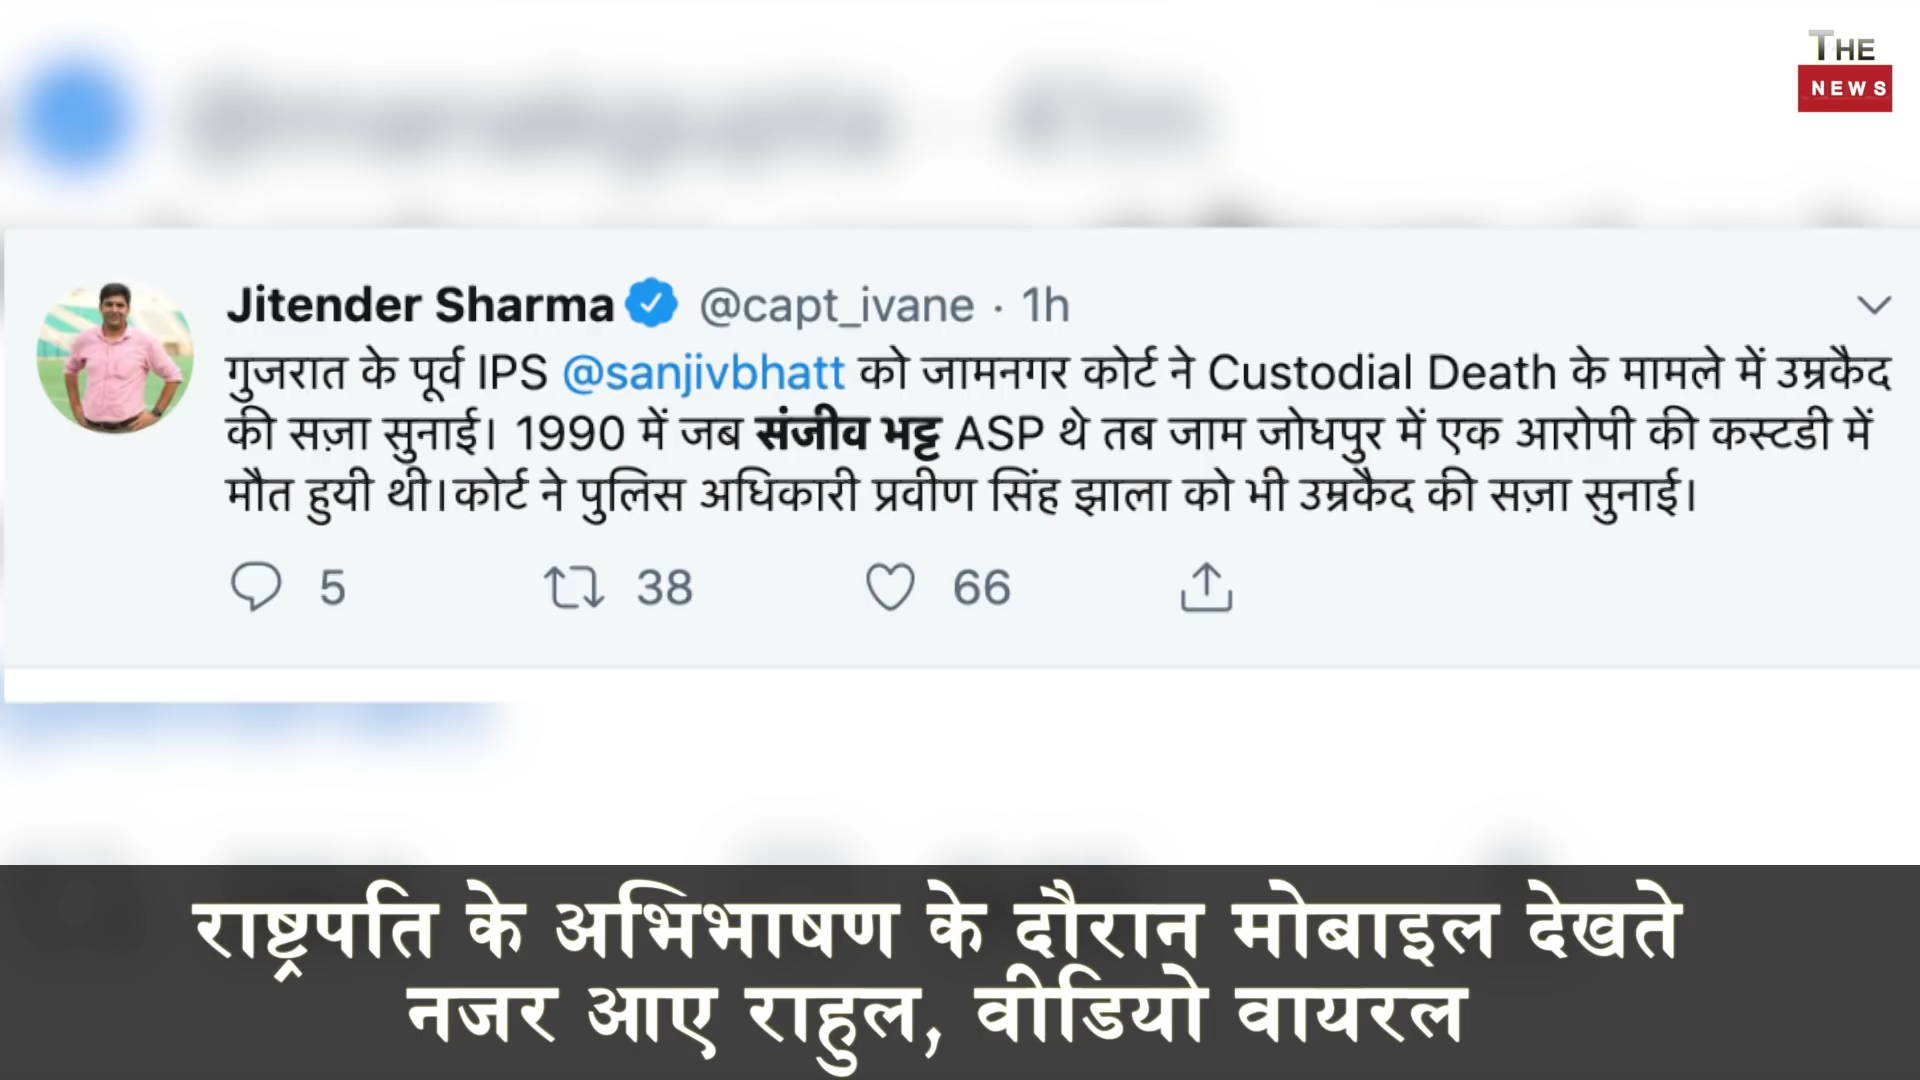 THE
NEWS
Jitender Sharma @capt_ivane · 1h
गुजरात के पूर्व IPS @sanjivbhatt को जामनगर कोर्ट ने Custodial Death के मामले में उम्रकैद
की सज़ा सुनाई। 1990 में जब संजीव भट्ट ASP थे तब जाम जोधपुर में एक आरोपी की कस्टडी में
मौत हुयी थी।कोर्ट ने पुलिस अधिकारी प्रवीण सिंह झाला को भी उम्रकैद की सज़ा सुनाई।
5 38 66
राष्ट्रपति के अभिभाषण के दौरान मोबाइल देखते
नजर आए राहुल, वीडियो वायरल